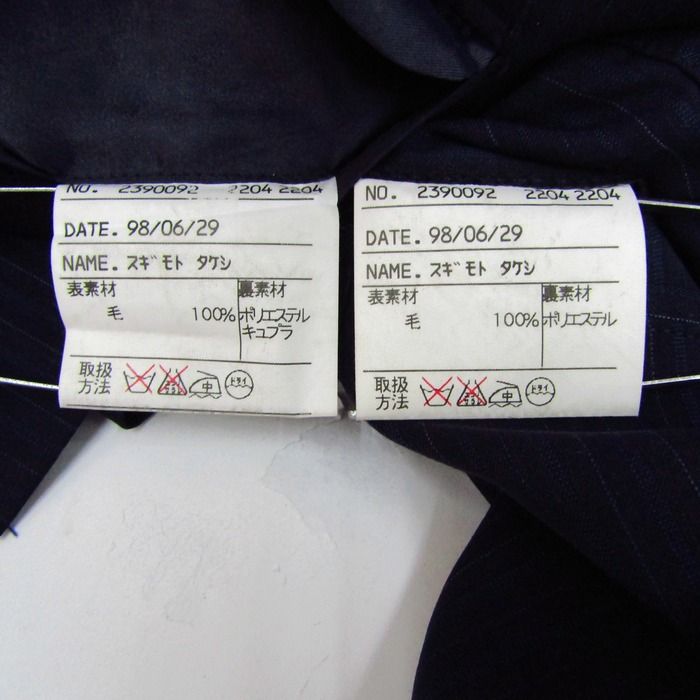 NO. 2390092 2204 2204
DATE. 98/06/29
NAME. スギモト タケシ
表素材 裏素材
毛 100% ポリエステル
キュプラ
取扱
方法 中 ドライ
NO. 2390092 2204 2204
DATE. 98/06/29
NAME. スギモト タケシ
表素材 裏素材
毛 100% ポリエステル
取扱
方法 中 ドライ